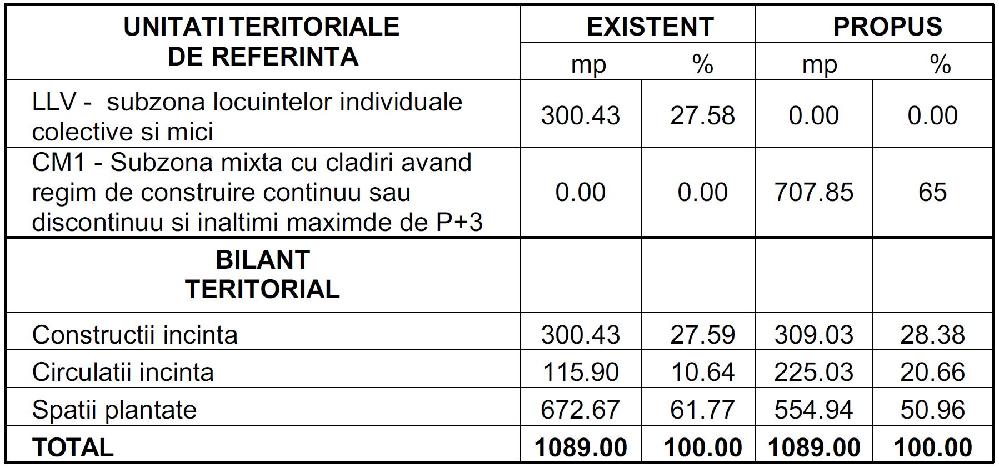 UNITATI TERITORIALE
DE REFERINTA
EXISTENT
PROPUS
mp % mp %
LLV - subzona locuintelor individuale
colective si mici
300.43 27.58 0.00 0.00
CM1 - Subzona mixta cu cladiri avand
regim de construire continuu sau
discontinuu si inaltimi maximde de P+3
0.00 0.00 707.85 65
BILANT
TERITORIAL
Constructii incinta 300.43 27.59 309.03 28.38
Circulatii incinta 115.90 10.64 225.03 20.66
Spatii plantate 672.67 61.77 554.94 50.96
TOTAL 1089.00 100.00 1089.00 100.00